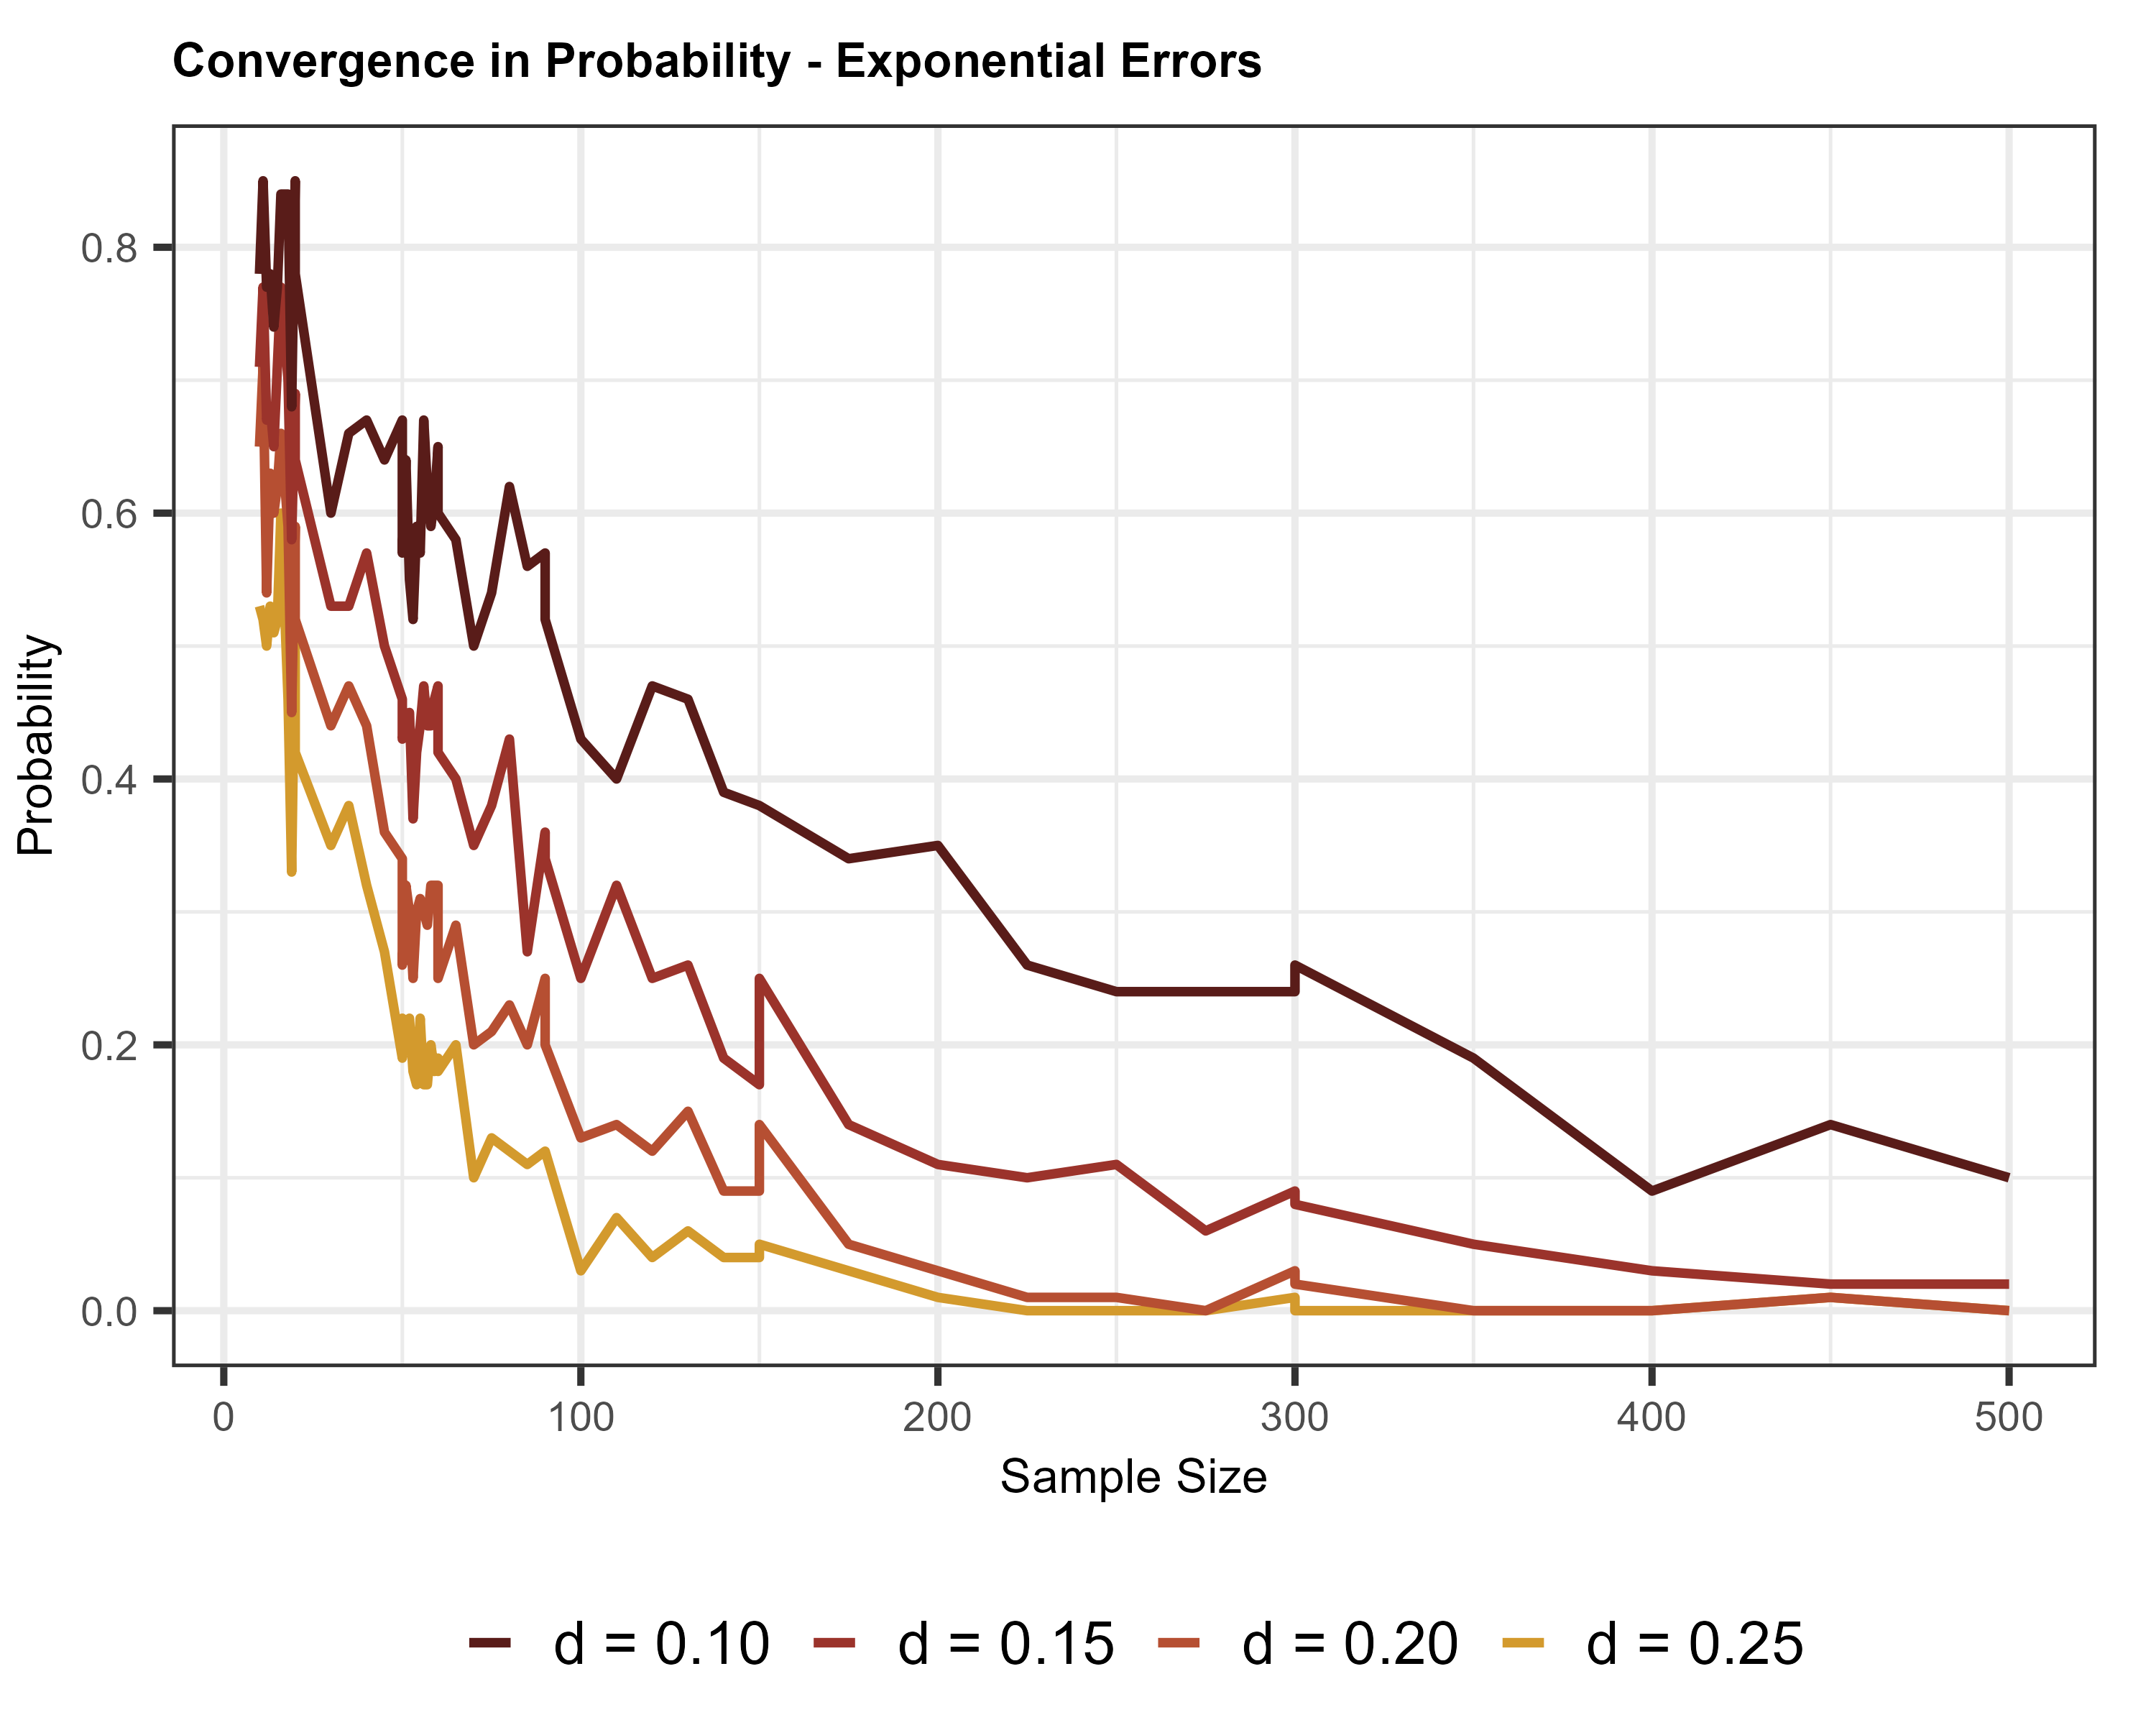 Convergence in Probability - Exponential Errors
Probability
0.8
0.6
0.4
0.2
0.0
0 100 200 300 400 500
Sample Size
d = 0.10 d = 0.15 d = 0.20 d = 0.25